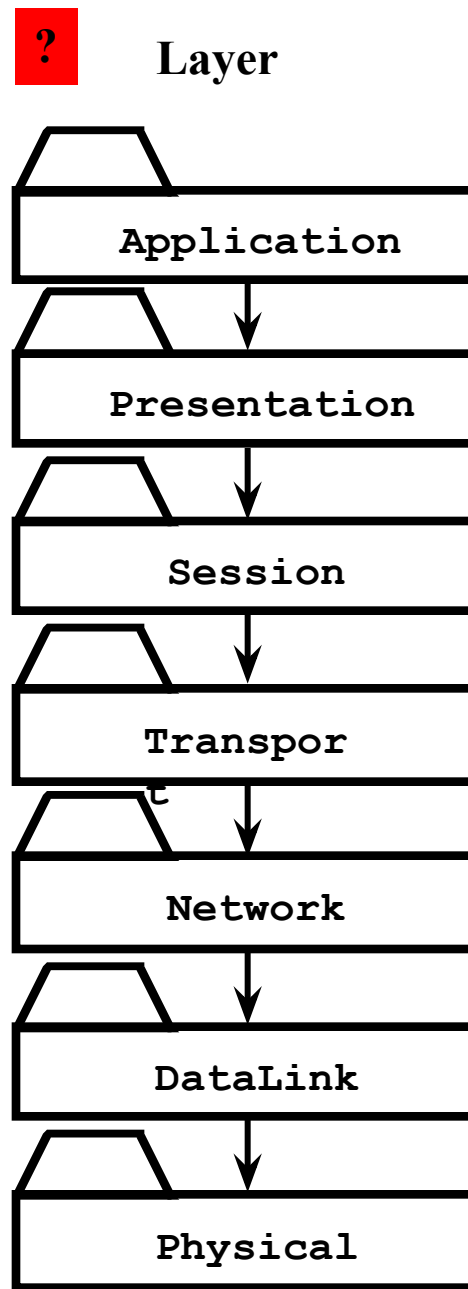 ? Layer
Application
Presentation
Session
Transpor
t
Network
DataLink
Physical